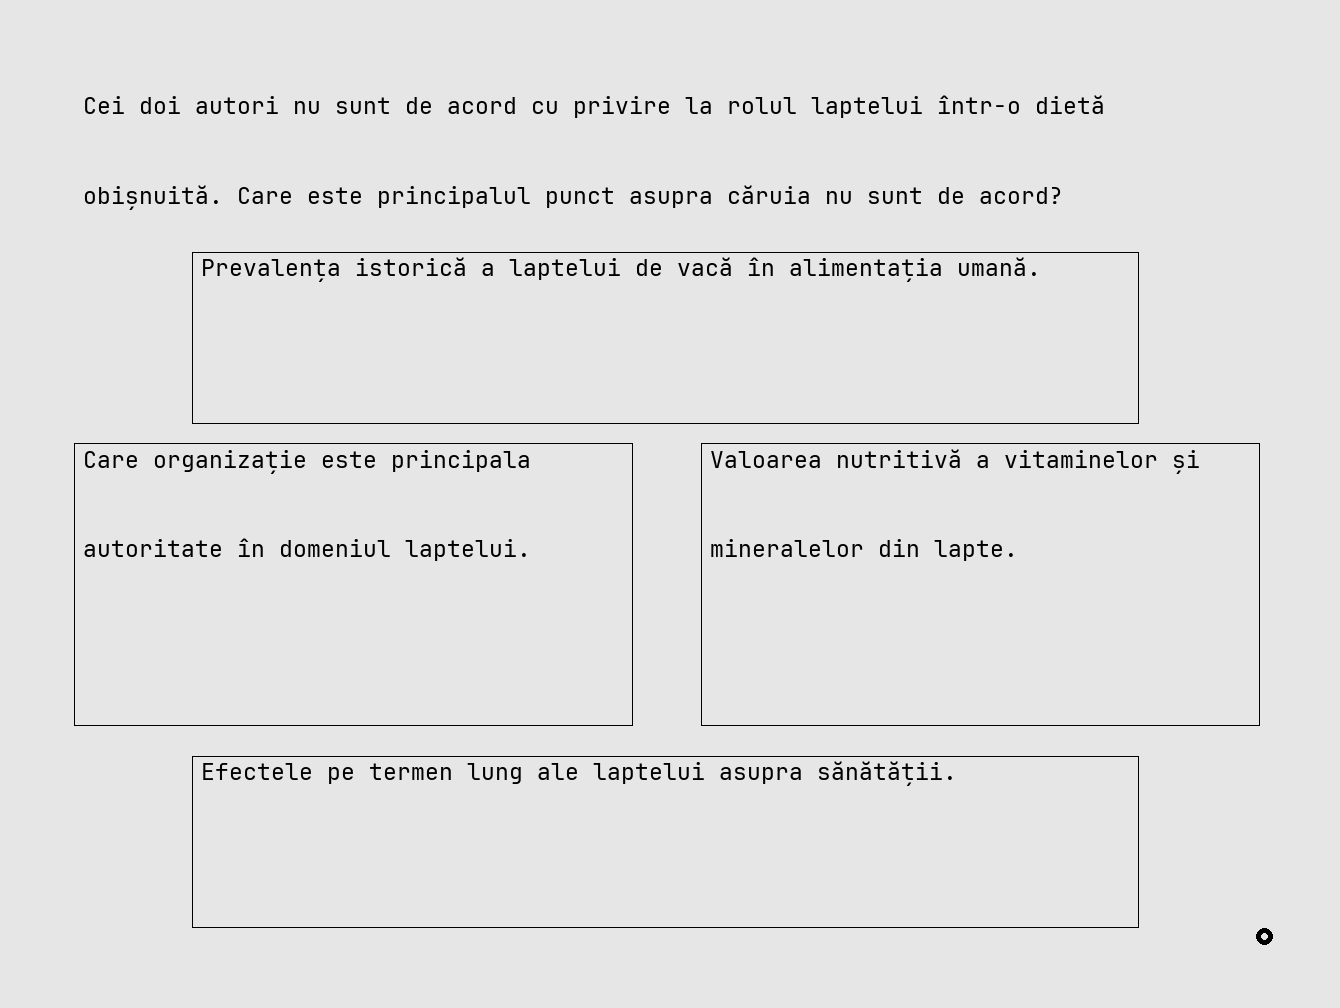 Cei doi autori nu sunt de acord cu privire la rolul laptelui într-o dietă
obișnuită. Care este principalul punct asupra căruia nu sunt de acord?
Prevalența istorică a laptelui de vacă în alimentația umană.
Care organizație este principala
autoritate în domeniul laptelui.
Valoarea nutritivă a vitaminelor și
mineralelor din lapte.
Efectele pe termen lung ale laptelui asupra sănătății.